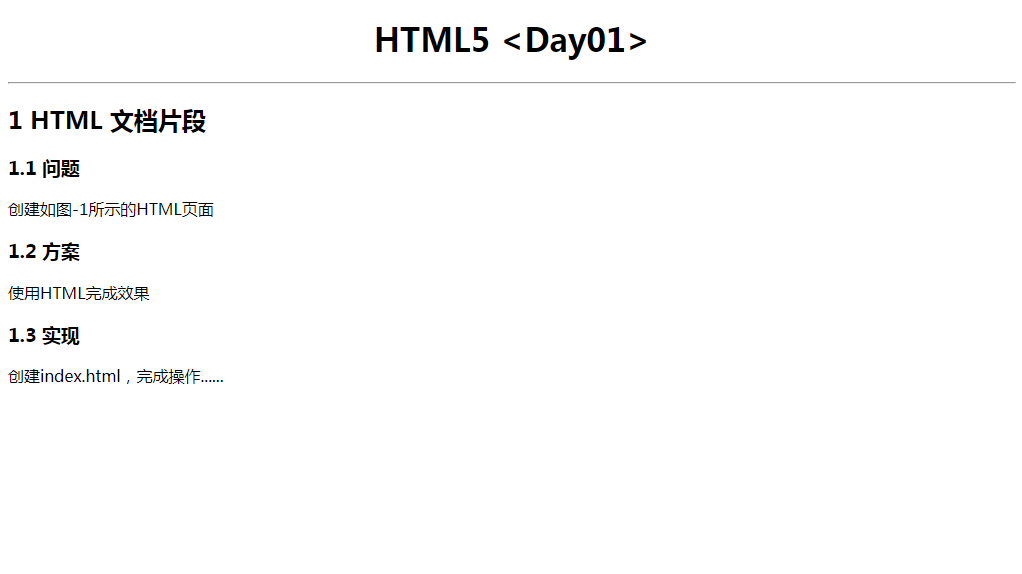 HTML5 <Day01>
1 HTML 文档片段
1.1 问题
创建如图-1所示的HTML页面
1.2 方案
使用HTML完成效果
1.3 实现
创建index.html，完成操作......